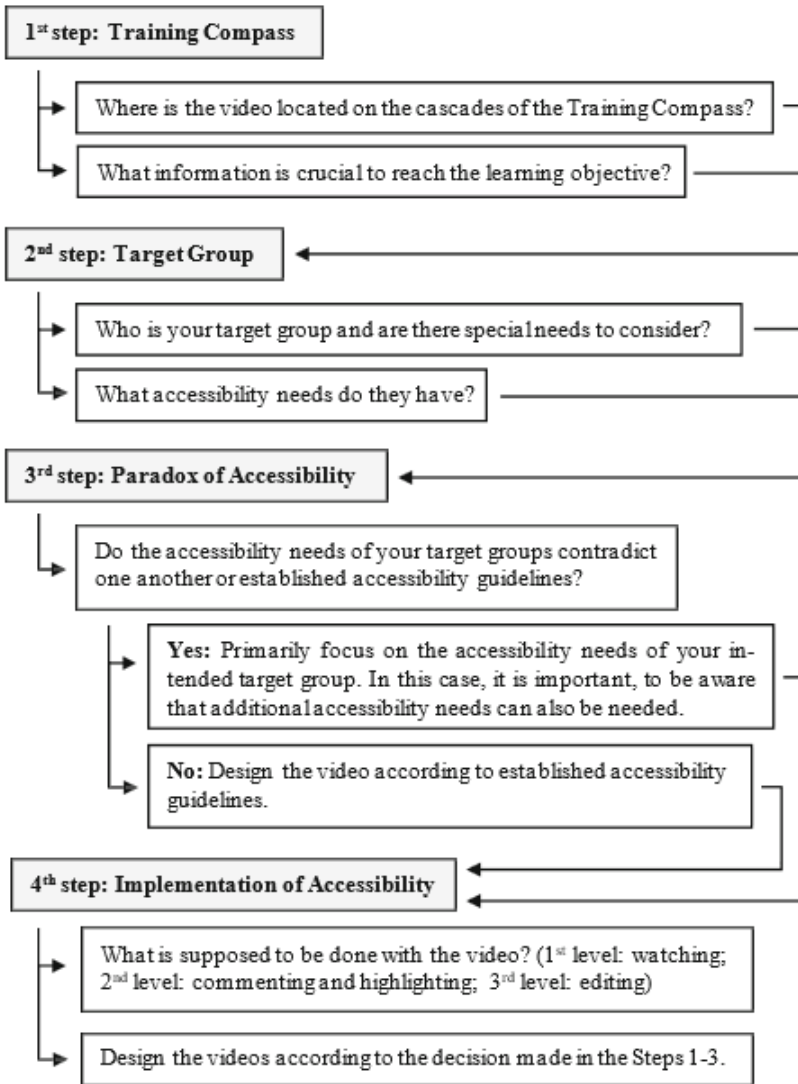 1st step: Training Compass
Where is the video located on the cascades of the Training Compass?
What information is crucial to reach the learning objective?
2nd step: Target Group
Who is your target group and are there special needs to consider?
What accessibility needs do they have?
3rd step: Paradox of Accessibility
Do the accessibility needs of your target groups contradict
one another or established accessibility guidelines?
Yes: Primarily focus on the accessibility needs of your in-
tended target group. In this case, it is important, to be aware
that additional accessibility needs can also be needed.
No: Design the video according to established accessibility
guidelines.
4th step: Implementation of Accessibility
What is supposed to be done with the video? (1st level: watching;
2nd level: commenting and highlighting; 3rd level: editing)
Design the videos according to the decision made in the Steps 1-3.